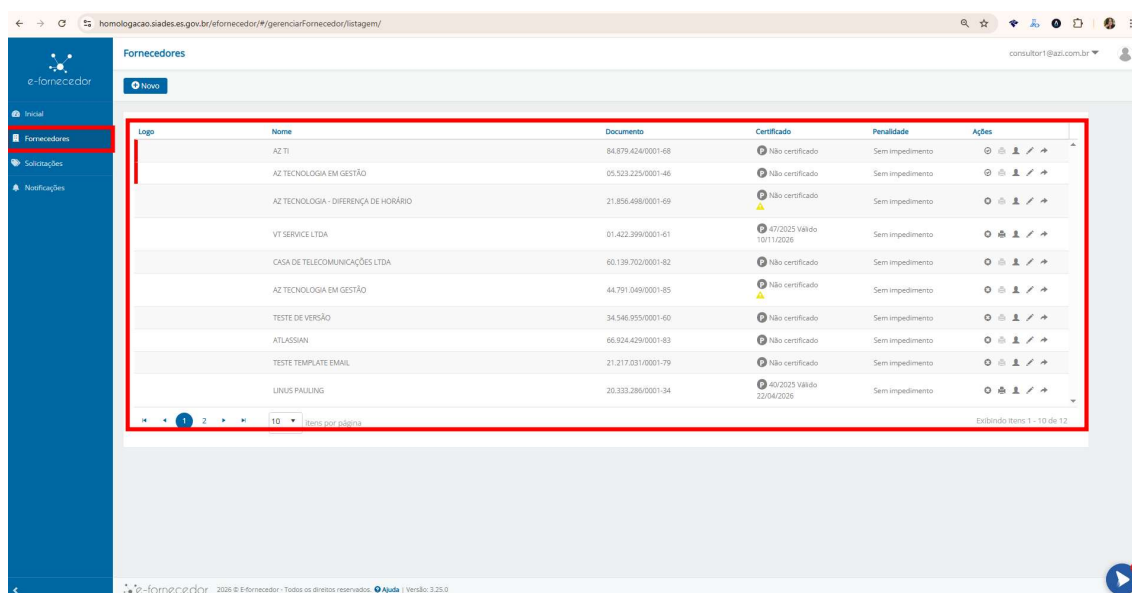 homologacao.siades.es.gov.br/efornecedor/#/gerenciarFornecedor/listagem/
e-fornecedor
Fornecedores
consultor1@azi.com.br
Novo
Inicial
Fornecedores
Solicitações
Notificações
Logo Nome Documento Certificado Penalidade Ações
AZ TI 84.879.424/0001-68 P Não certificado Sem impedimento
AZ TECNOLOGIA EM GESTÃO 05.523.225/0001-46 P Não certificado Sem impedimento
AZ TECNOLOGIA - DIFERENÇA DE HORÁRIO 21.856.498/0001-69 P Não certificado Sem impedimento
VT SERVICE LTDA 01.422.399/0001-61 P 47/2025 Válido Sem impedimento
10/11/2026
CASA DE TELECOMUNICAÇÕES LTDA 60.139.702/0001-82 P Não certificado Sem impedimento
AZ TECNOLOGIA EM GESTÃO 44.791.049/0001-85 P Não certificado Sem impedimento
TESTE DE VERSÃO 34.546.955/0001-60 P Não certificado Sem impedimento
ATLASSIAN 66.924.429/0001-83 P Não certificado Sem impedimento
TESTE TEMPLATE EMAIL 21.217.031/0001-79 P Não certificado Sem impedimento
LINUS PAULING 20.333.286/0001-34 P 40/2025 Válido Sem impedimento
22/04/2026
1 2 10 itens por página Exibindo itens 1 - 10 de 12
e-fornecedor 2026 © E-fornecedor - Todos os direitos reservados. Ajuda | Versão: 3.25.0